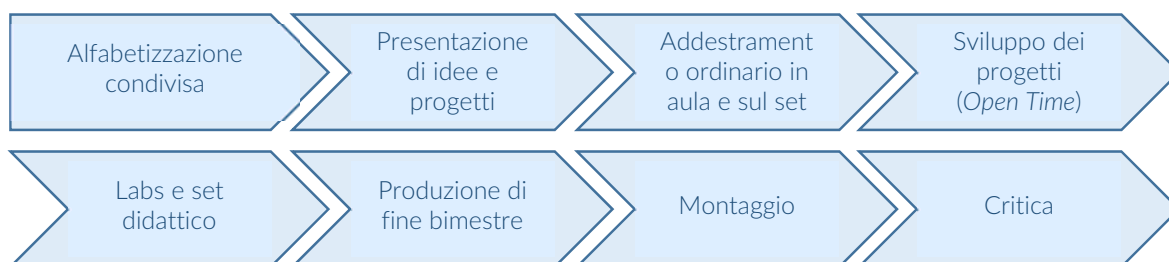 Alfabetizzazione
condivisa
Presentazione
di idee e
progetti
Addestrament
o ordinario in
aula e sul set
Sviluppo dei
progetti
(Open Time)
Labs e set
didattico
Produzione di
fine bimestre
Montaggio
Critica